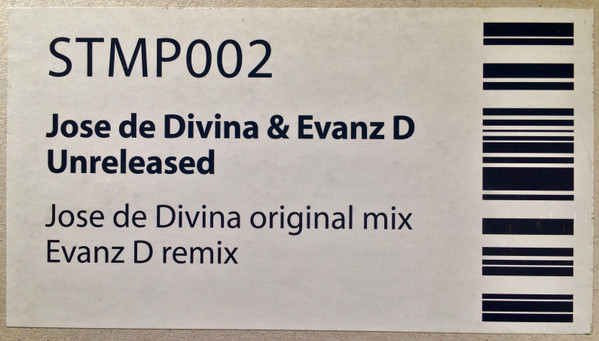 STMP002
Jose de Divina & Evanz D
Unreleased
Jose de Divina original mix
Evanz D remix